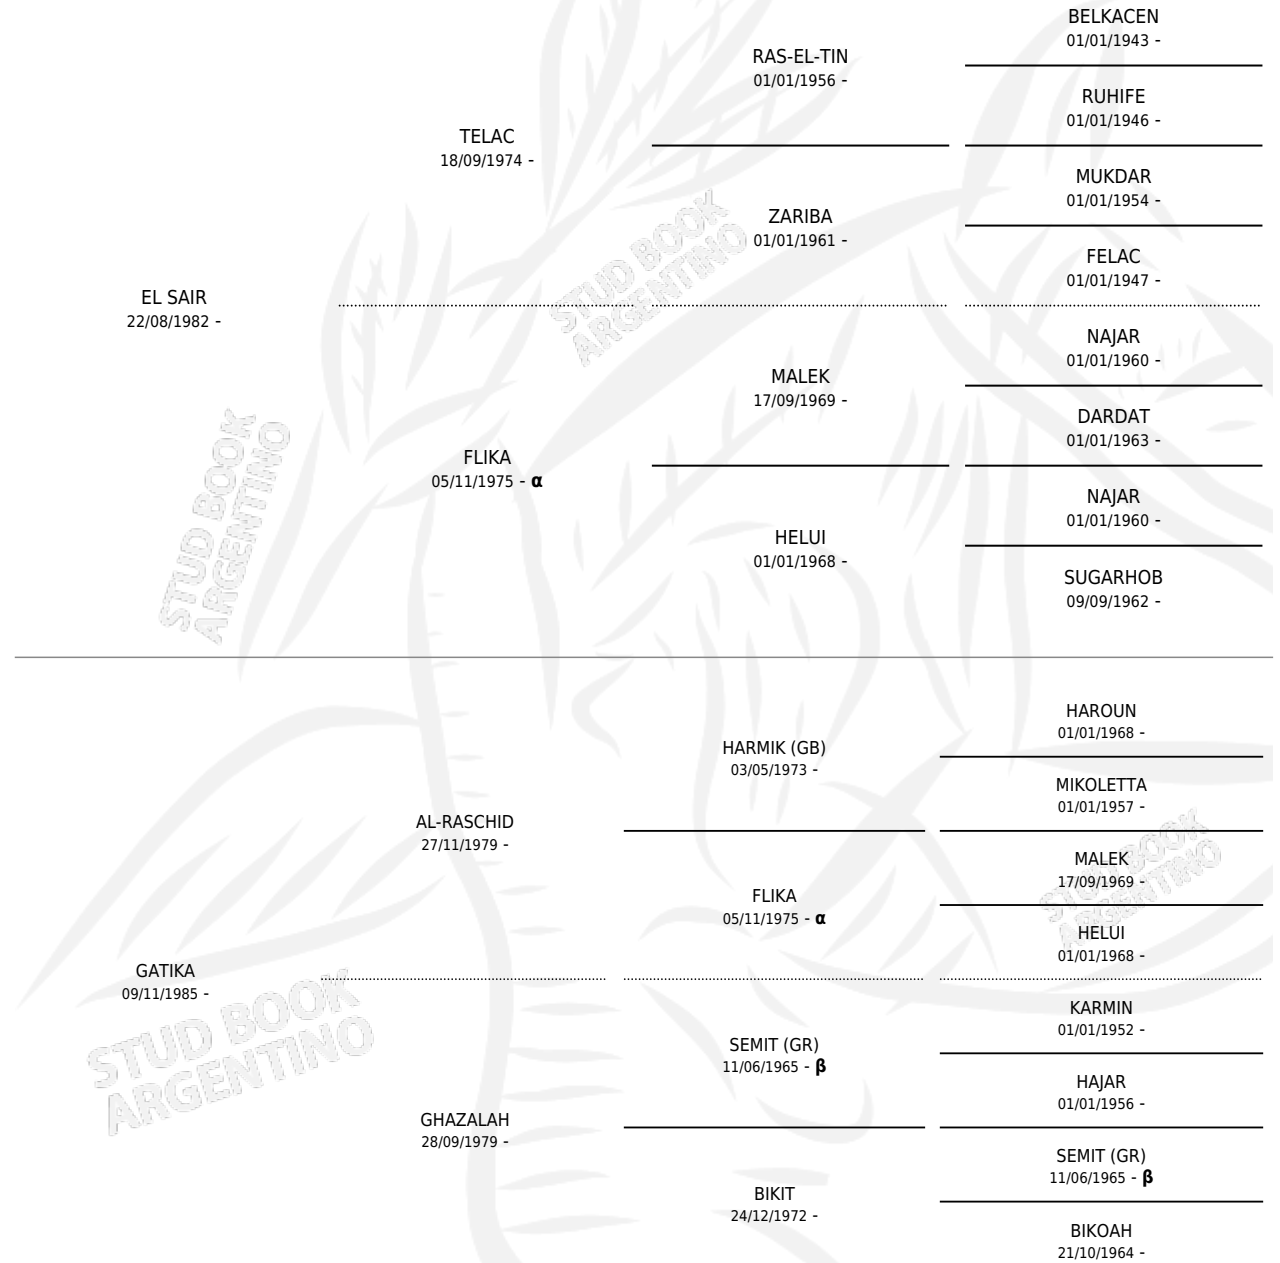 BELKACEN
01/01/1943 -
RAS-EL-TIN
01/01/1956 -
RUHIFE
01/01/1946 -
TELAC
18/09/1974 -
MUKDAR
01/01/1954 -
ZARIBA
01/01/1961 -
FELAC
01/01/1947 -
EL SAIR
22/08/1982 -
NAJAR
01/01/1960 -
MALEK
17/09/1969 -
DARDAT
01/01/1963 -
FLIKA
05/11/1975 - α
NAJAR
01/01/1960 -
HELUI
01/01/1968 -
SUGARHOB
09/09/1962 -
STUD BOOK
ARGENTINO
STUD BOOK
ARGENTINO
HAROUN
01/01/1968 -
HARMIK (GB)
03/05/1973 -
MIKOLETTA
01/01/1957 -
AL-RASCHID
27/11/1979 -
MALEK
17/09/1969 -
FLIKA
05/11/1975 - α
HELUI
01/01/1968 -
STUD BOOK
ARGENTINO
GATIKA
09/11/1985 -
KARMIN
01/01/1952 -
SEMIT (GR)
11/06/1965 - β
HAJAR
01/01/1956 -
GHAZALAH
28/09/1979 -
SEMIT (GR)
11/06/1965 - β
BIKIT
24/12/1972 -
BIKOAH
21/10/1964 -
STUD BOOK
ARGENTINO